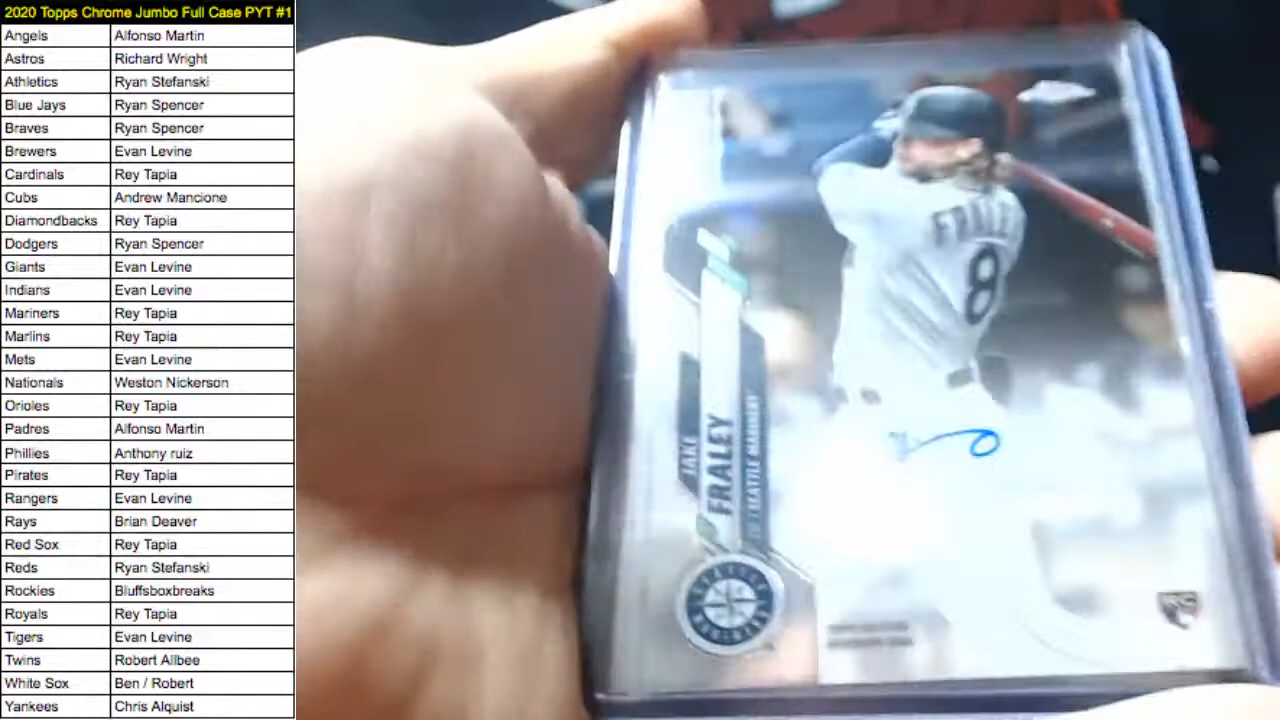 2020 Topps Chrome Jumbo Full Case PYT #1
Angels Alfonso Martin
Astros Richard Wright
Athletics Ryan Stefanski
Blue Jays Ryan Spencer
Braves Ryan Spencer
Brewers Evan Levine
Cardinals Rey Tapia
Cubs Andrew Mancione
Diamondbacks Rey Tapia
Dodgers Ryan Spencer
Giants Evan Levine
Indians Evan Levine
Mariners Rey Tapia
Marlins Rey Tapia
Mets Evan Levine
Nationals Weston Nickerson
Orioles Rey Tapia
Padres Alfonso Martin
Phillies Anthony ruiz
Pirates Rey Tapia
Rangers Evan Levine
Rays Brian Deaver
Red Sox Rey Tapia
Reds Ryan Stefanski
Rockies Bluffsboxbreaks
Royals Rey Tapia
Tigers Evan Levine
Twins Robert Allbee
White Sox Ben / Robert
Yankees Chris Alquist
FRALEY
8
JAKE
FRALEY
SEATTLE MARINERS
SEATTLE
MARINERS
RC